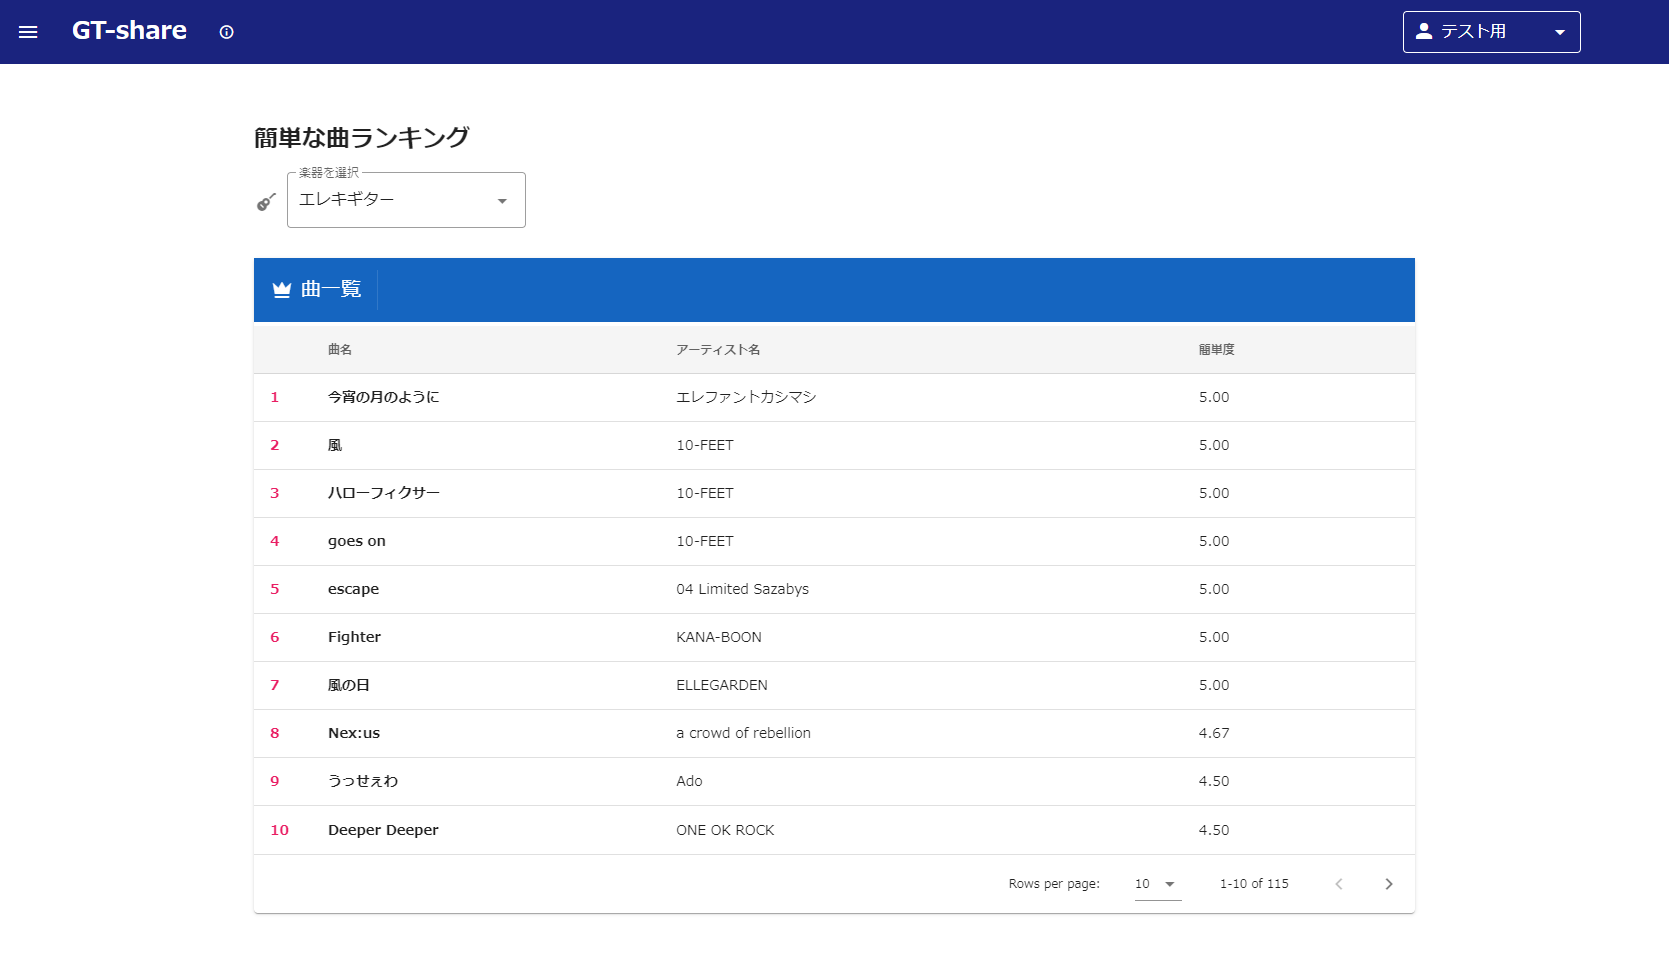 GT-share
テスト用
簡単な曲ランキング
楽器を選択
エレキギター
曲一覧
曲名 アーティスト名 簡単度
1 今宵の月のように エレファントカシマシ 5.00
2 風 10-FEET 5.00
3 ハローフィクサー 10-FEET 5.00
4 goes on 10-FEET 5.00
5 escape 04 Limited Sazabys 5.00
6 Fighter KANA-BOON 5.00
7 風の日 ELLEGARDEN 5.00
8 Nex:us a crowd of rebellion 4.67
9 うっせぇわ Ado 4.50
10 Deeper Deeper ONE OK ROCK 4.50
Rows per page: 10 1-10 of 115